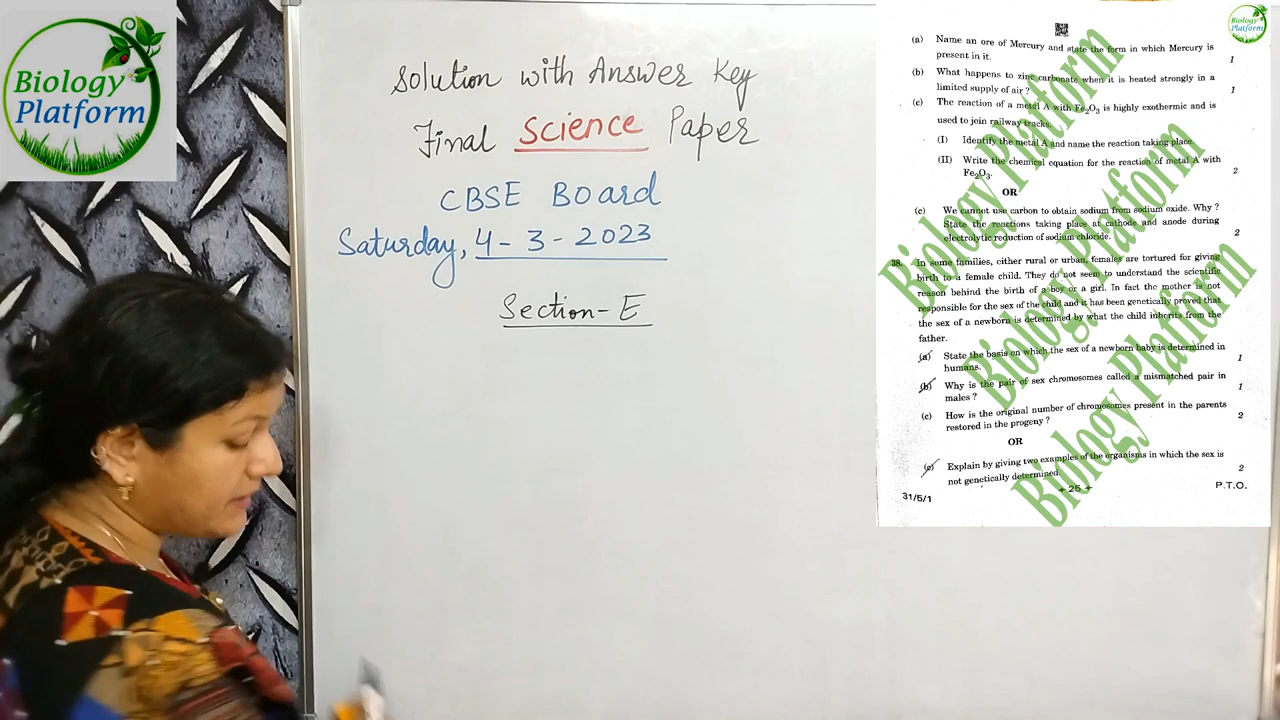 Biology
Platform
Solution with Answer Key
Final Science Paper
CBSE Board
Saturday, 4-3-2023
Section-E
Biology
Platform
(a) Name an ore of Mercury and state the form in which Mercury is
present in it. 1
(b) What happens to zinc carbonate when it is heated strongly in a
limited supply of air ? 1
(c) The reaction of a metal A with Fe₂O₃ is highly exothermic and is
used to join railway tracks.
(I) Identify the metal A and name the reaction taking place.
(II) Write the chemical equation for the reaction of metal A with
Fe₂O₃. 2
OR
(c) We cannot use carbon to obtain sodium from sodium oxide. Why ?
State the reactions taking place at cathode and anode during
electrolytic reduction of sodium chloride. 2
38. In some families, either rural or urban, females are tortured for giving
birth to a female child. They do not seem to understand the scientific
reason behind the birth of a boy or a girl. In fact the mother is not
responsible for the sex of the child and it has been genetically proved that
the sex of a newborn is determined by what the child inherits from the
father.
(a) State the basis on which the sex of a newborn baby is determined in
humans. 1
(b) Why is the pair of sex chromosomes called a mismatched pair in
males ? 1
(c) How is the original number of chromosomes present in the parents
restored in the progeny ? 2
OR
(c) Explain by giving two examples of the organisms in which the sex is
not genetically determined. 2
31/5/1 25 P.T.O.
Biology Platform
Biology Platform
Biology Platform